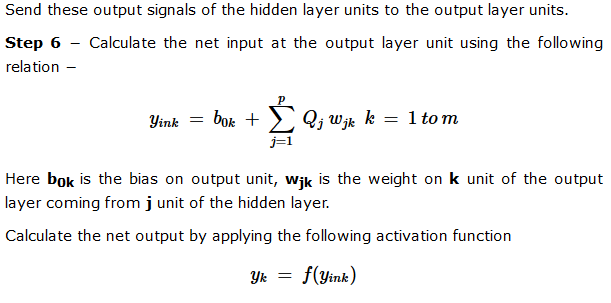 Send these output signals of the hidden layer units to the output layer units.
Step 6 − Calculate the net input at the output layer unit using the following
relation −
y_{ink} = b_{0k} + \sum_{j=1}^{p} Q_j w_{jk} k = 1 to m
Here b_{0k} is the bias on output unit, w_{jk} is the weight on k unit of the output
layer coming from j unit of the hidden layer.
Calculate the net output by applying the following activation function
y_k = f(y_{ink})